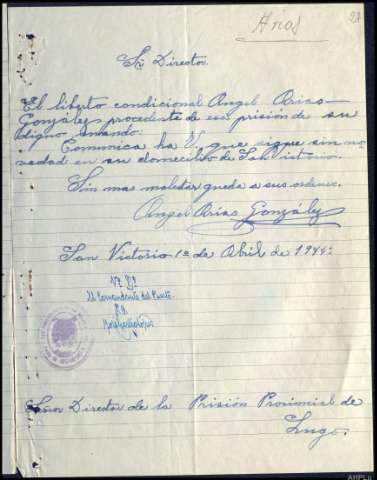 Arias
Sr Director
El liberto condicional Angel Arias
González, procedente de esa prisión de su
digno mando.
Comunica ha V. que sigue sin no-
vedad en su domecilio de San Victorio.
Sin mas molestar queda a sus ordenes.
Angel Arias González
San Victorio 1º de Abril de 1944.
Vº Bº
El Comandante del Puesto.
Señor Director de la Prisión Provincial de
Lugo.